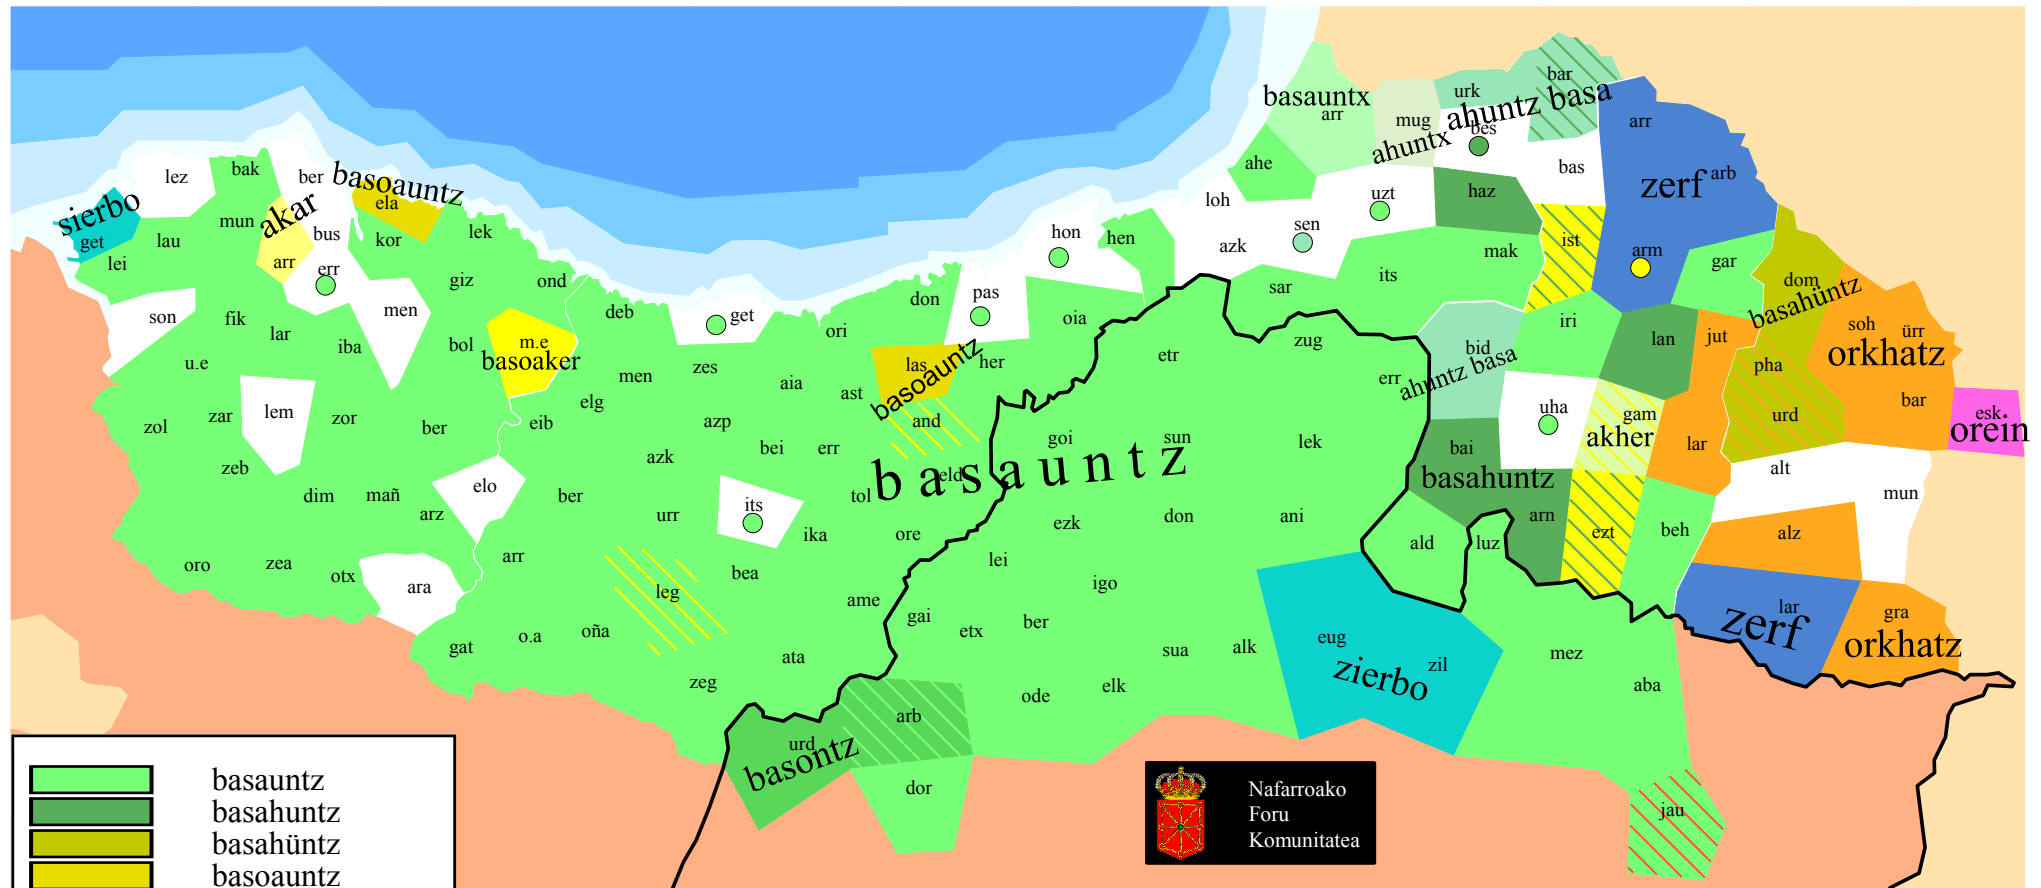 bar
urk
basauntx
ahuntz basa
arr
mug
arr
bes
ahuntx
ahe
bas
zerf
arb
lez
bak
ber
basoauntz
uzt
haz
loh
ela
sierbo
akar
mun
get
lau
bus
kor
lek
hon
hen
azk
sen
ist
mak
arm
gar
lei
arr
err
giz
ond
its
sar
dom
basahüntz
pas
don
men
son
fik
lar
iba
bol
m.e
basoaker
deb
get
ori
oia
iri
zug
bid
ahuntz basa
lan
jut
soh
ürr
orkhatz
u.e
etr
her
las
basoauntz
zes
men
aia
ast
err
pha
bar
esk
orein
lem
zar
zor
zol
ber
eib
elg
azp
and
uha
gam
akher
urd
goi
sun
lek
bai
lar
basauntz
zeb
azk
bei
err
eld
basahuntz
alt
mun
dim
mañ
elo
arz
ber
its
tol
urr
ika
ore
ezk
don
ani
arn
ezt
beh
alz
ald
luz
oro
zea
otx
ara
arr
bea
lei
igo
leg
ame
gai
etx
ber
lar
zerf
gra
orkhatz
gat
o.a
oña
ata
sua
alk
eug
zil
zierbo
mez
aba
zeg
ode
elk
arb
urd
basontz
dor
jau
basauntz
basahuntz
basahüntz
basoauntz
Nafarroako
Foru
Komunitatea